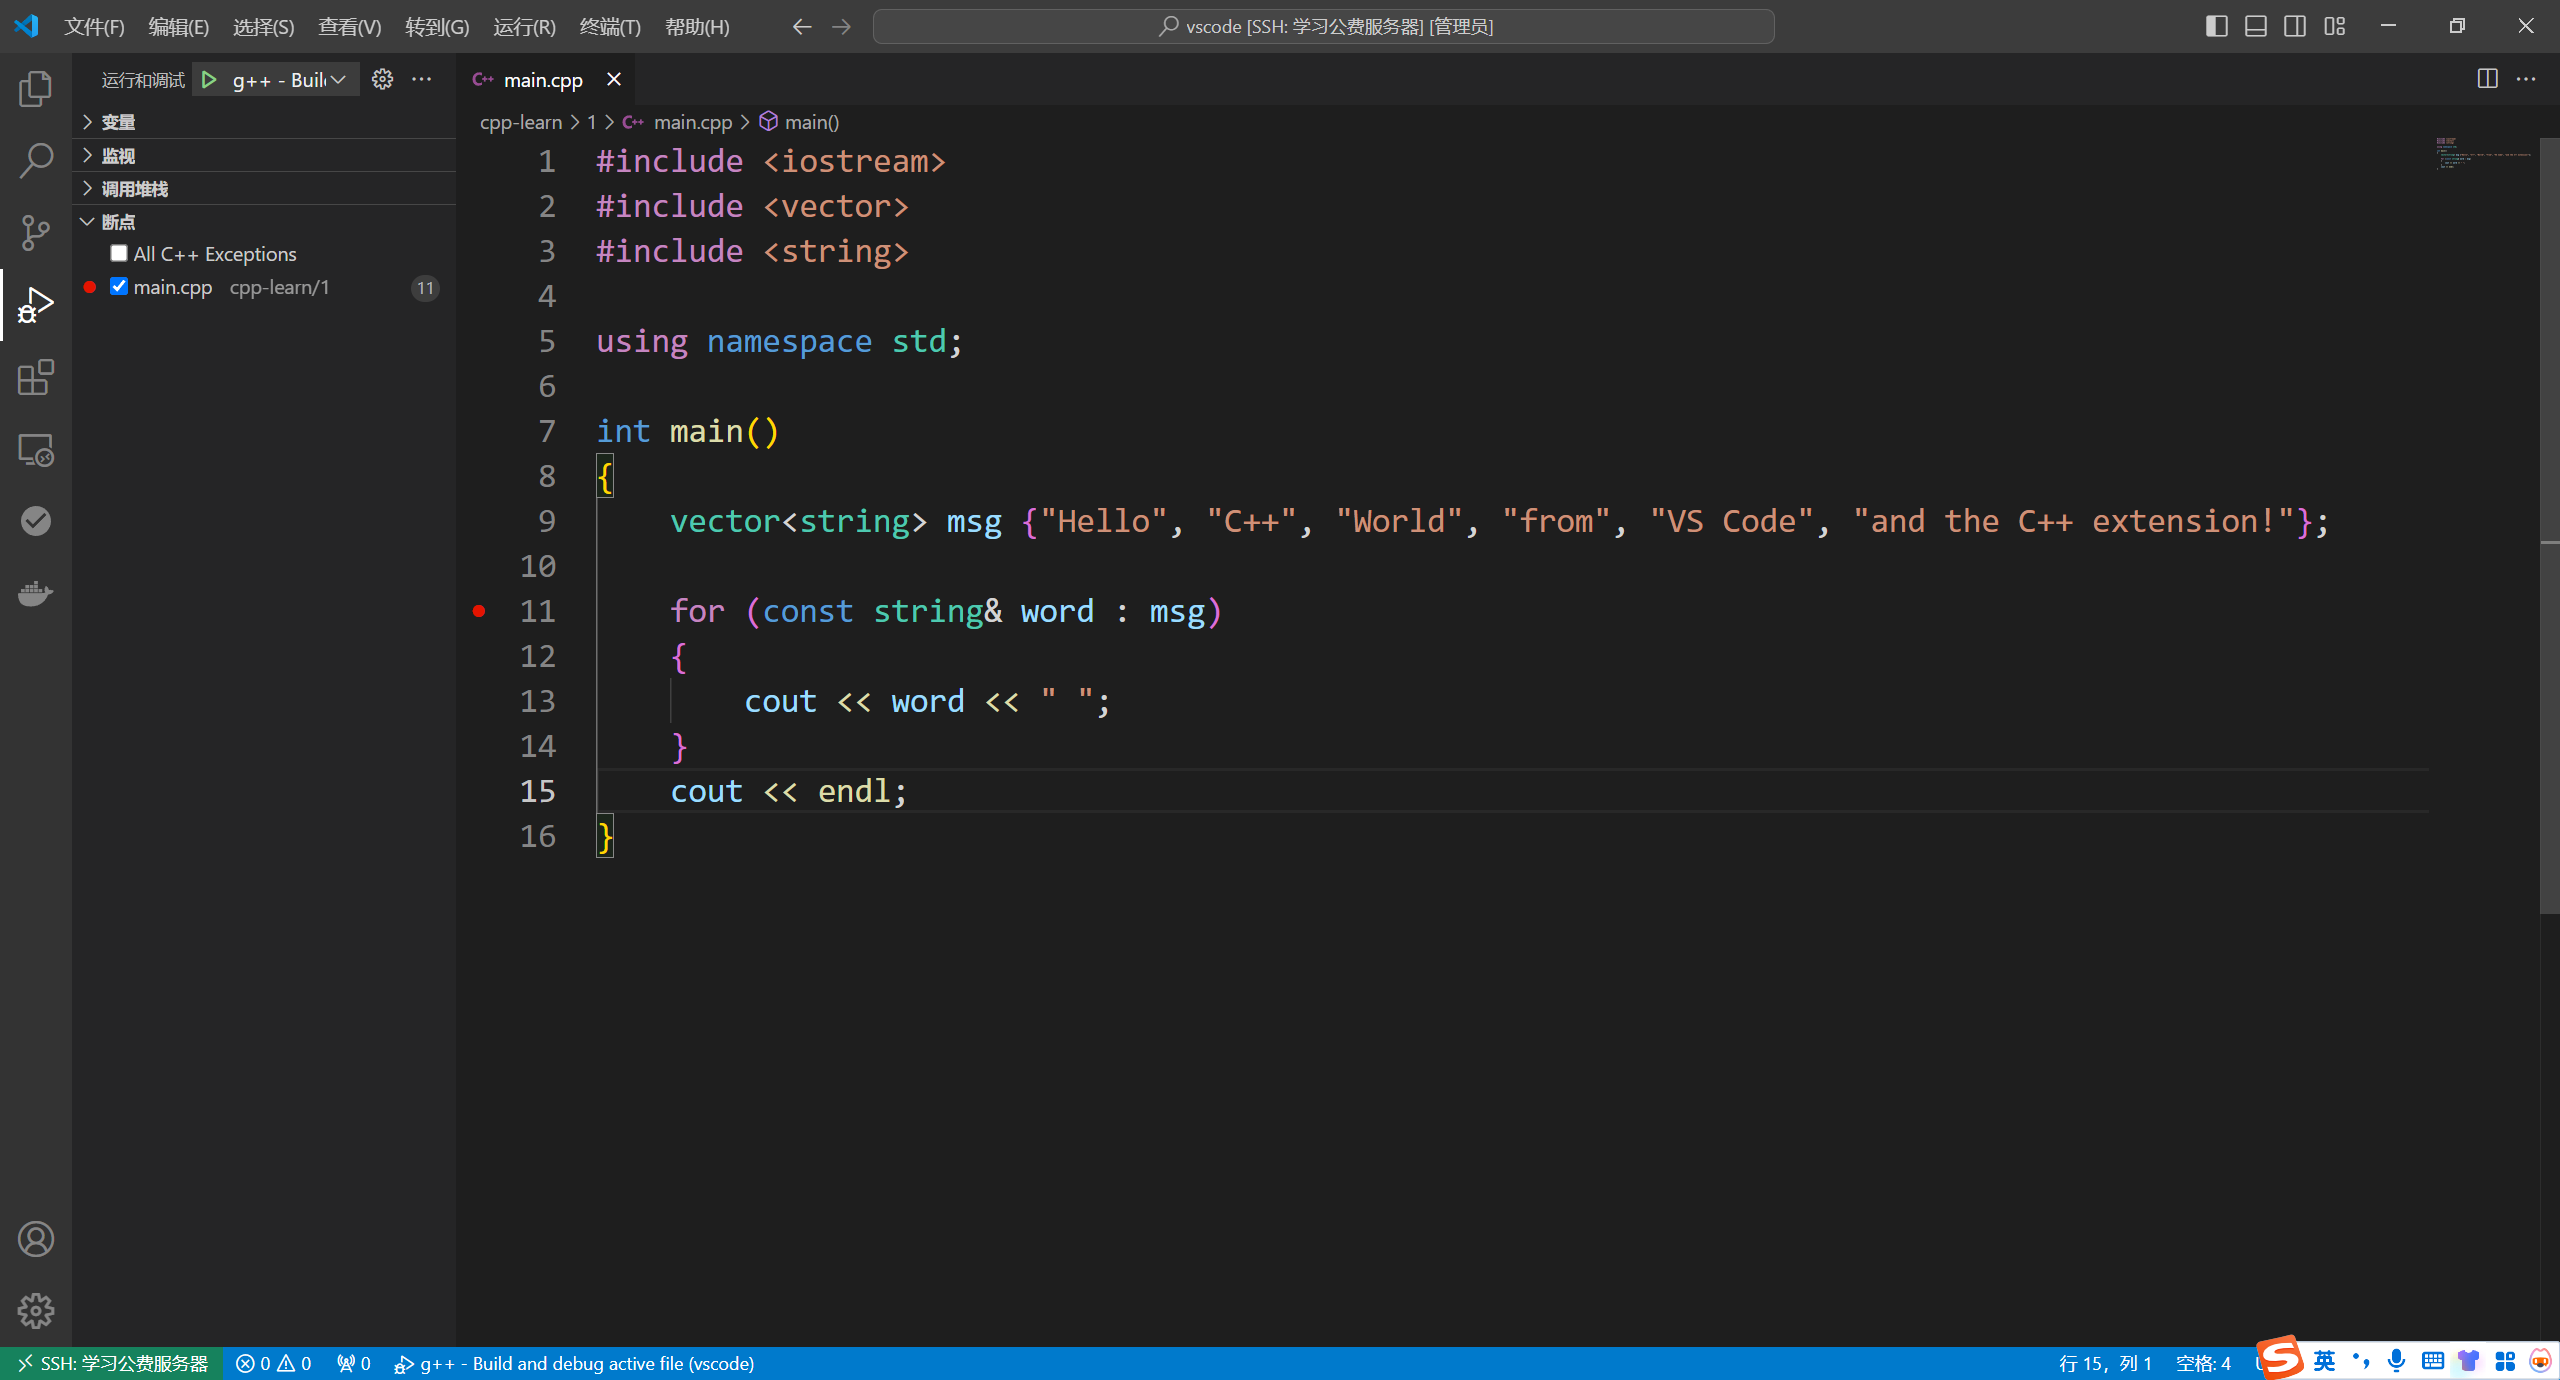 文件(F) 编辑(E) 选择(S) 查看(V) 转到(G) 运行(R) 终端(T) 帮助(H) vscode [SSH: 学习公费服务器] [管理员]
运行和调试 g++ - Buil
变量
监视
调用堆栈
断点
All C++ Exceptions
main.cpp cpp-learn/1 11
C++ main.cpp
cpp-learn > 1 > C++ main.cpp > main()
1 #include <iostream>
2 #include <vector>
3 #include <string>
4
5 using namespace std;
6
7 int main()
8 {
9 vector<string> msg {"Hello", "C++", "World", "from", "VS Code", "and the C++ extension!"};
10
11 for (const string& word : msg)
12 {
13 cout << word << " ";
14 }
15 cout << endl;
16 }
SSH: 学习公费服务器 0 0 0 g++ - Build and debug active file (vscode) 行 15，列 1 空格: 4 英